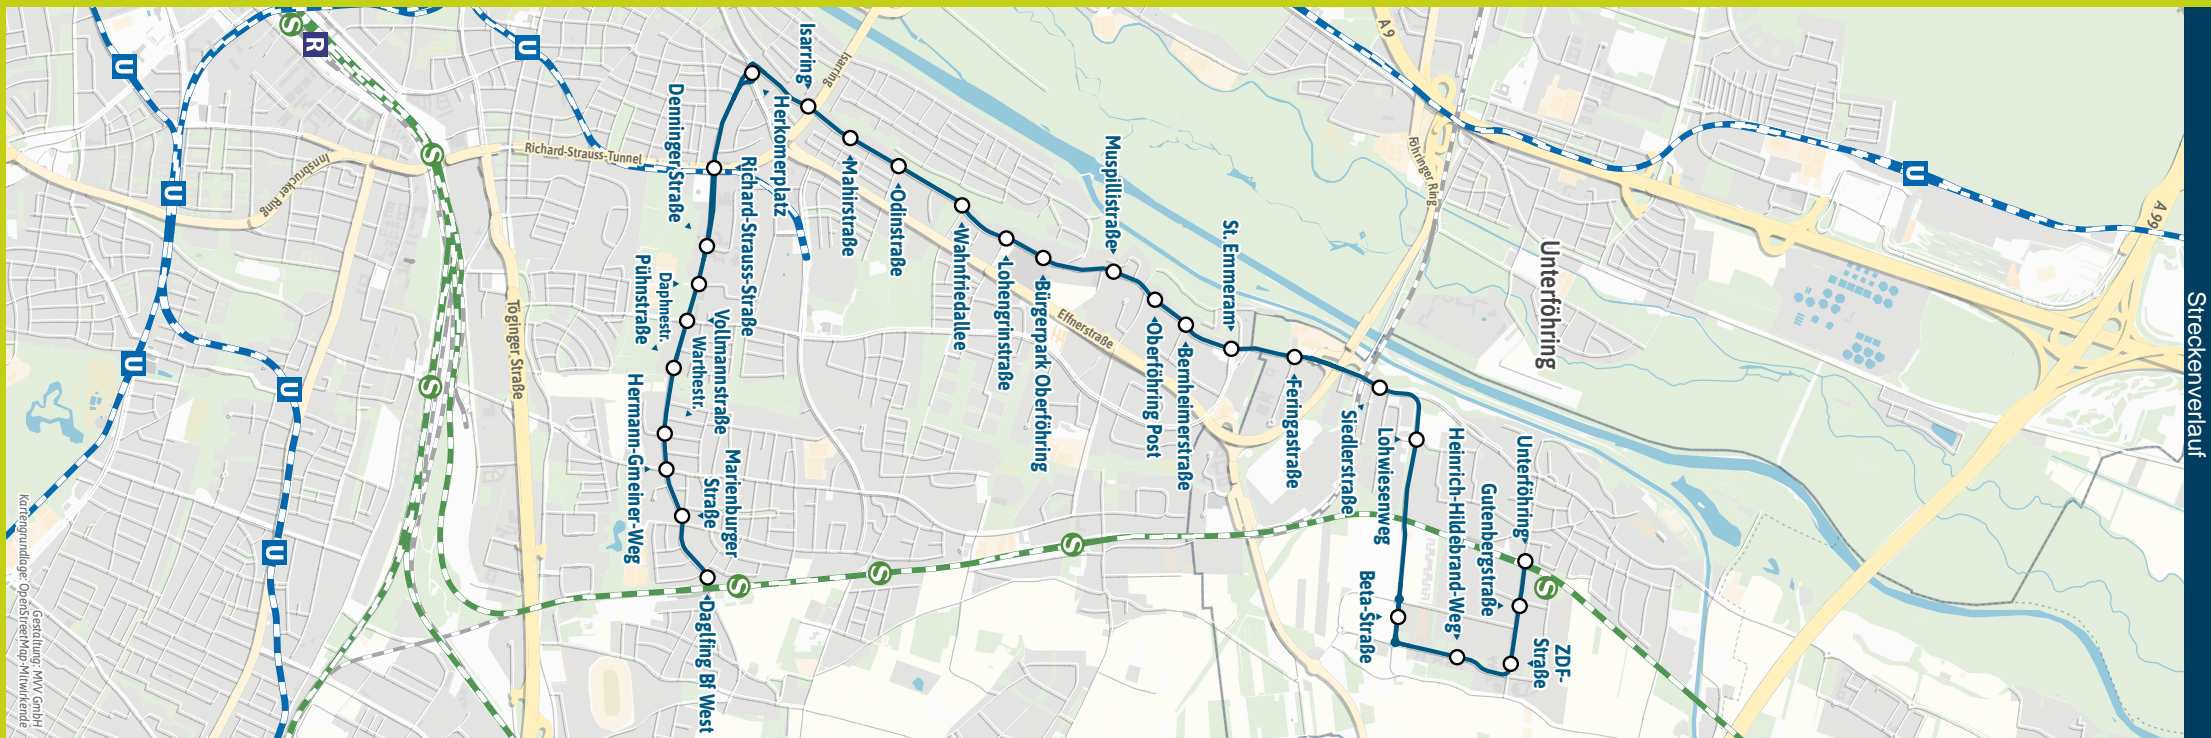 Streckenverlauf
A 9
A 99
Föhringer Ring
Unterföhring
Isarring
Isarring
Herkomerplatz
Mahirstraße
Odinstraße
Wahnfriedallee
Lohengrinstraße
Bürgerpark Oberföhring
Muspillistraße
Oberföhring Post
Bernheimerstraße
St. Emmeram
Feringastraße
Siedlerstraße
Lohwiesenweg
Beta-Straße
Heinrich-Hildebrand-Weg
ZDF-
Straße
Gutenbergstraße
Unterföhring
Effnerstraße
Richard-Strauss-Tunnel
Richard-Strauss-Straße
Denninger Straße
Daphnestr.
Pühnstraße
Vollmannstraße
Warthestr.
Hermann-Gmeiner-Weg
Marienburger
Straße
Daglfing Bf West
Töginger Straße
Innsbrucker Ring
S
R
U
U
U
U
U
U
U
S
S
S
S
S
S
Gestaltung: MVV GmbH
Kartengrundlage: OpenStreetMap-Mitwirkende